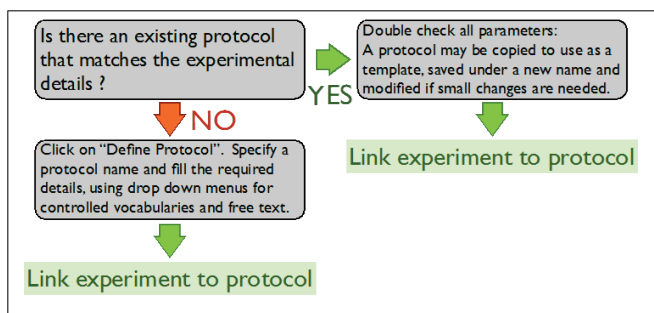 Is there an existing protocol
that matches the experimental
details ?
YES
Double check all parameters:
A protocol may be copied to use as a
template, saved under a new name and
modified if small changes are needed.
NO
Click on “Define Protocol”. Specify a
protocol name and fill the required
details, using drop down menus for
controlled vocabularies and free text.
Link experiment to protocol
Link experiment to protocol